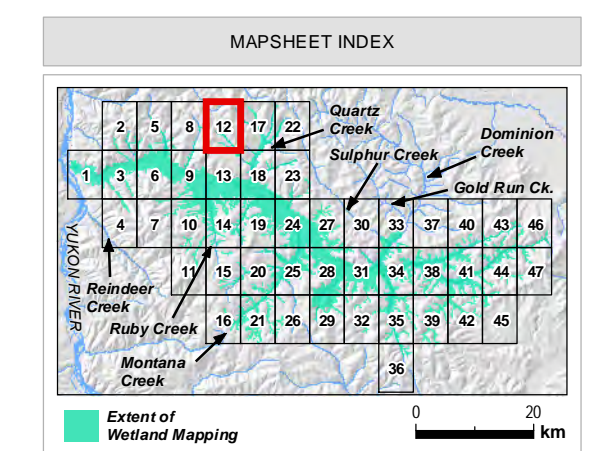 MAPSHEET INDEX
2 5 8 12 17 22
Quartz
Creek
Dominion
Creek
Sulphur Creek
1 3 6 9 13 18 23
Gold Run Ck.
4 7 10 14 19 24 27 30 33 37 40 43 46
YUKON RIVER
11 15 20 25 28 31 34 38 41 44 47
Reindeer
Creek
Ruby Creek
16 21 26 29 32 35 39 42 45
Montana
Creek
36
Extent of
Wetland Mapping
0 20
km